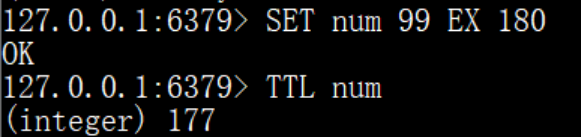 127.0.0.1:6379> SET num 99 EX 180
OK
127.0.0.1:6379> TTL num
(integer) 177